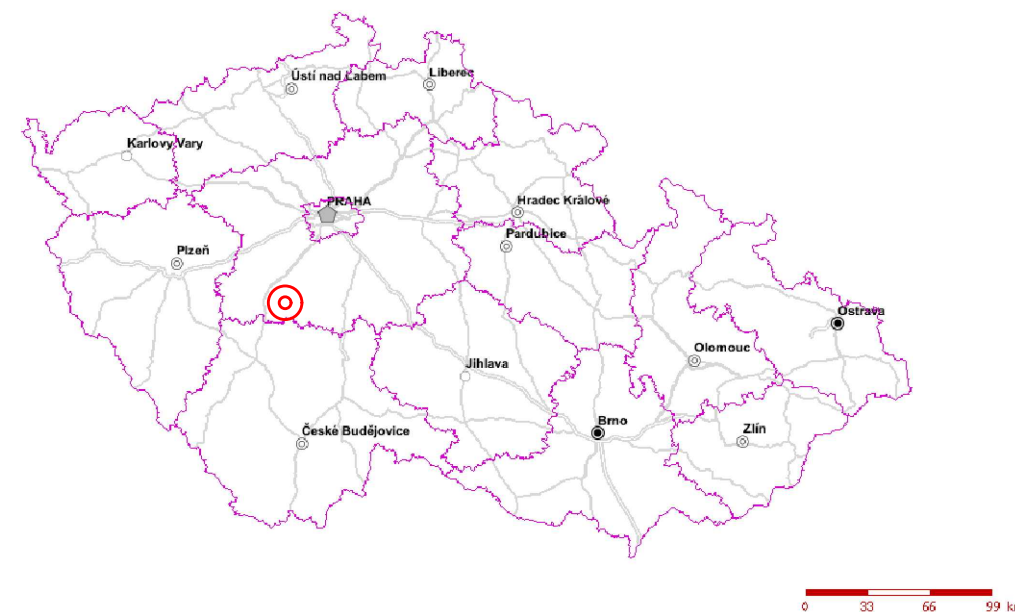 Ústí nad Labem
Liberec
Karlovy Vary
PRAHA
Hradec Králové
Pardubice
Plzeň
Ostrava
Olomouc
Jihlava
Brno
Zlín
České Budějovice
0 33 66 99 k